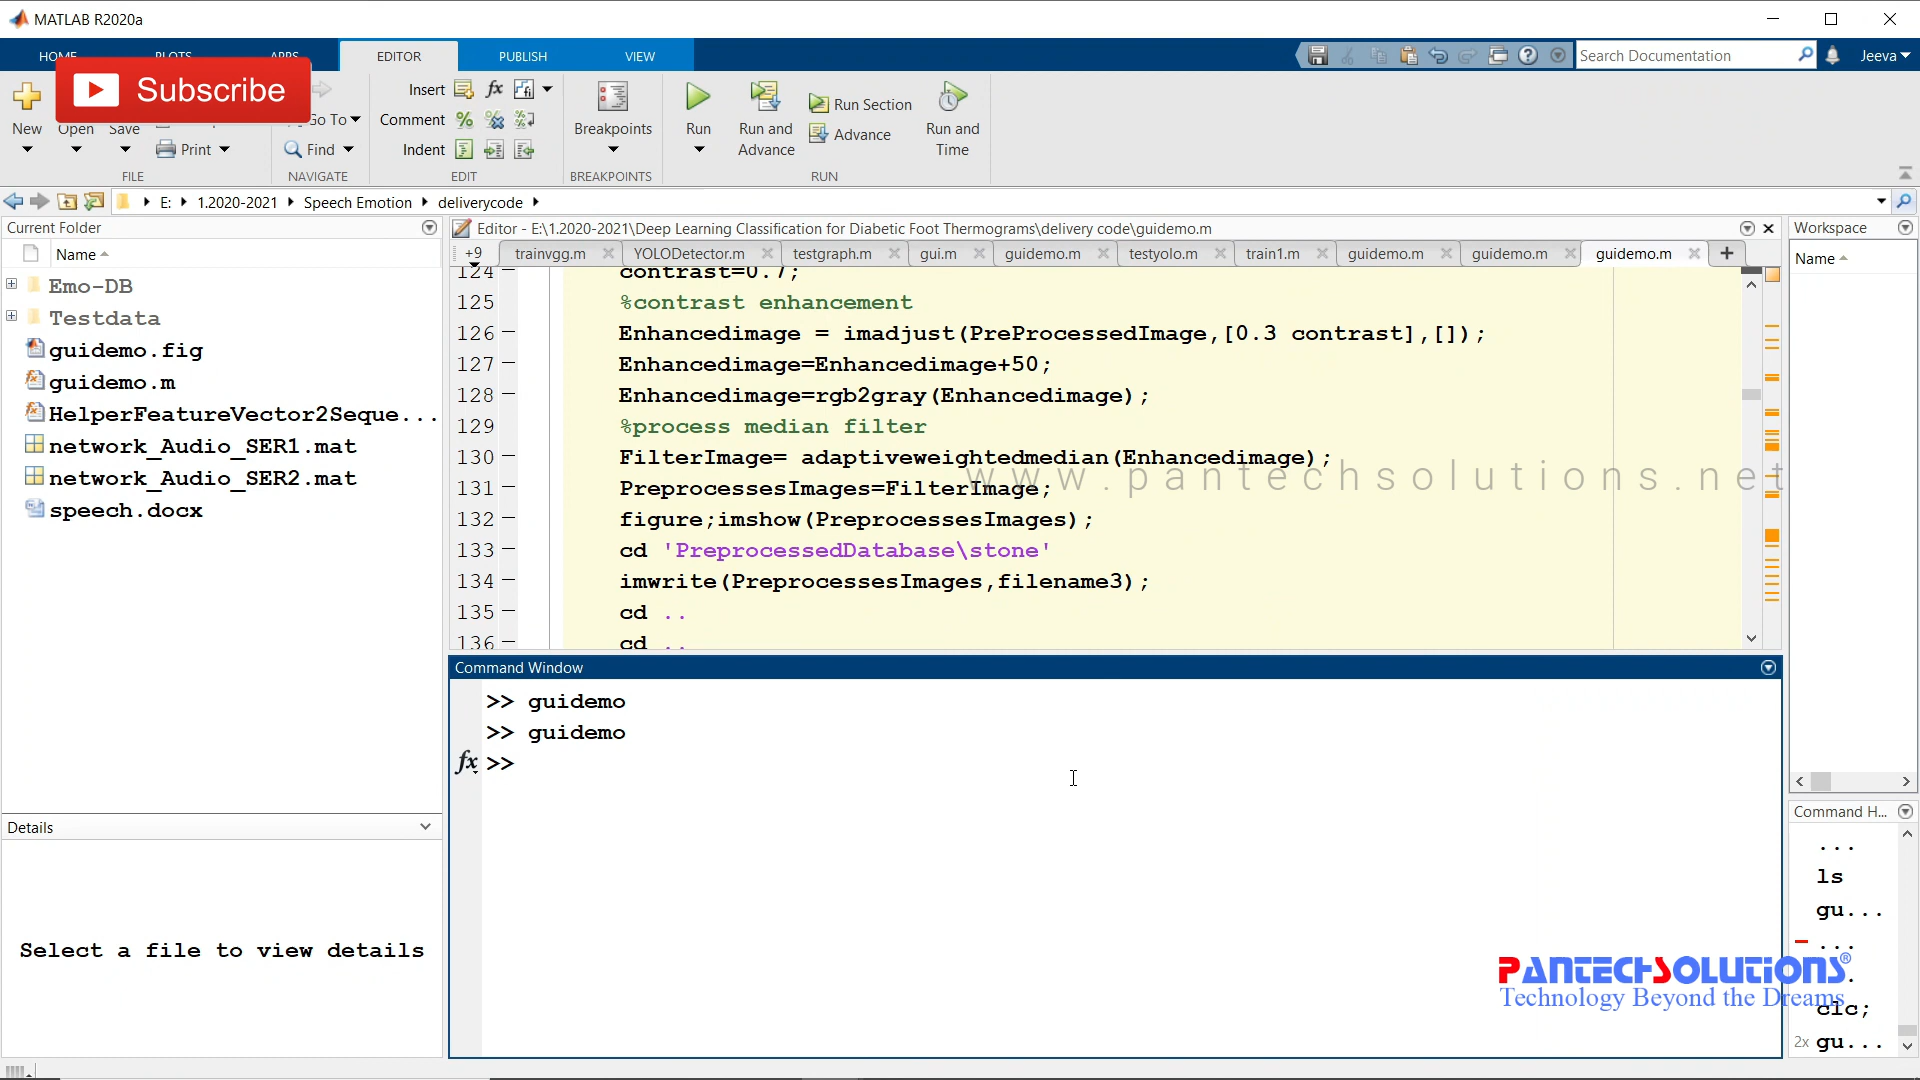 MATLAB R2020a
HOME PLOTS APPS EDITOR PUBLISH VIEW
Search Documentation
Jeeva
Subscribe
New Open Save
Print
FILE
Go To
Find
NAVIGATE
Insert
Comment
Indent
EDIT
Breakpoints
BREAKPOINTS
Run
Run and Advance
Run Section
Advance
Run and Time
RUN
E: 1.2020-2021 Speech Emotion deliverycode
Current Folder
Name
Emo-DB
Testdata
guidemo.fig
guidemo.m
HelperFeatureVector2Seque...
network_Audio_SER1.mat
network_Audio_SER2.mat
speech.docx
Details
Select a file to view details
Editor - E:\1.2020-2021\Deep Learning Classification for Diabetic Foot Thermograms\delivery code\guidemo.m
+9 trainvgg.m YOLODetector.m testgraph.m gui.m guidemo.m testyolo.m train1.m guidemo.m guidemo.m guidemo.m
124 contrast=0.7;
125 %contrast enhancement
126 Enhancedimage = imadjust(PreProcessedImage,[0.3 contrast],[]);
127 Enhancedimage=Enhancedimage+50;
128 Enhancedimage=rgb2gray(Enhancedimage);
129 %process median filter
130 FilterImage= adaptiveweightedmedian(Enhancedimage);
131 PreprocessesImages=FilterImage;
132 figure;imshow(PreprocessesImages);
133 cd 'PreprocessedDatabase\stone'
134 imwrite(PreprocessesImages,filename3);
135 cd ..
136 cd ..
www.pantechsolutions.net
Command Window
>> guidemo
>> guidemo
fx >>
Workspace
Name
Command H...
...
ls
gu...
...
clc;
2x gu...
PANTECHSOLUTIONS®
Technology Beyond the Dreams